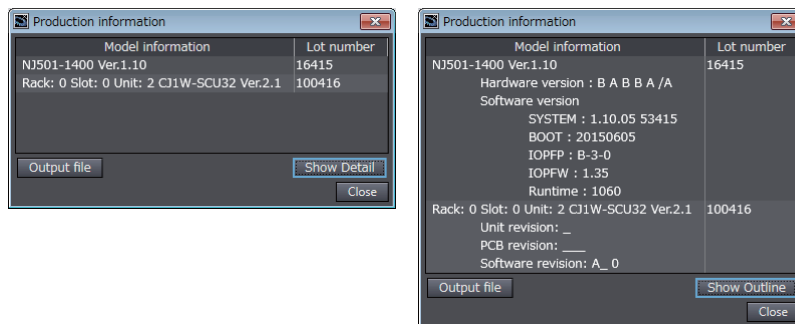 Production information
Model information Lot number
NJ501-1400 Ver.1.10 16415
Rack: 0 Slot: 0 Unit: 2 CJ1W-SCU32 Ver.2.1 100416
Output file Show Detail
Close
Production information
Model information Lot number
NJ501-1400 Ver.1.10 16415
Hardware version : B A B B A /A
Software version
SYSTEM : 1.10.05 53415
BOOT : 20150605
IOPFP : B-3-0
IOPFW : 1.35
Runtime : 1060
Rack: 0 Slot: 0 Unit: 2 CJ1W-SCU32 Ver.2.1 100416
Unit revision: _
PCB revision: ___
Software revision: A_ 0
Output file Show Outline
Close